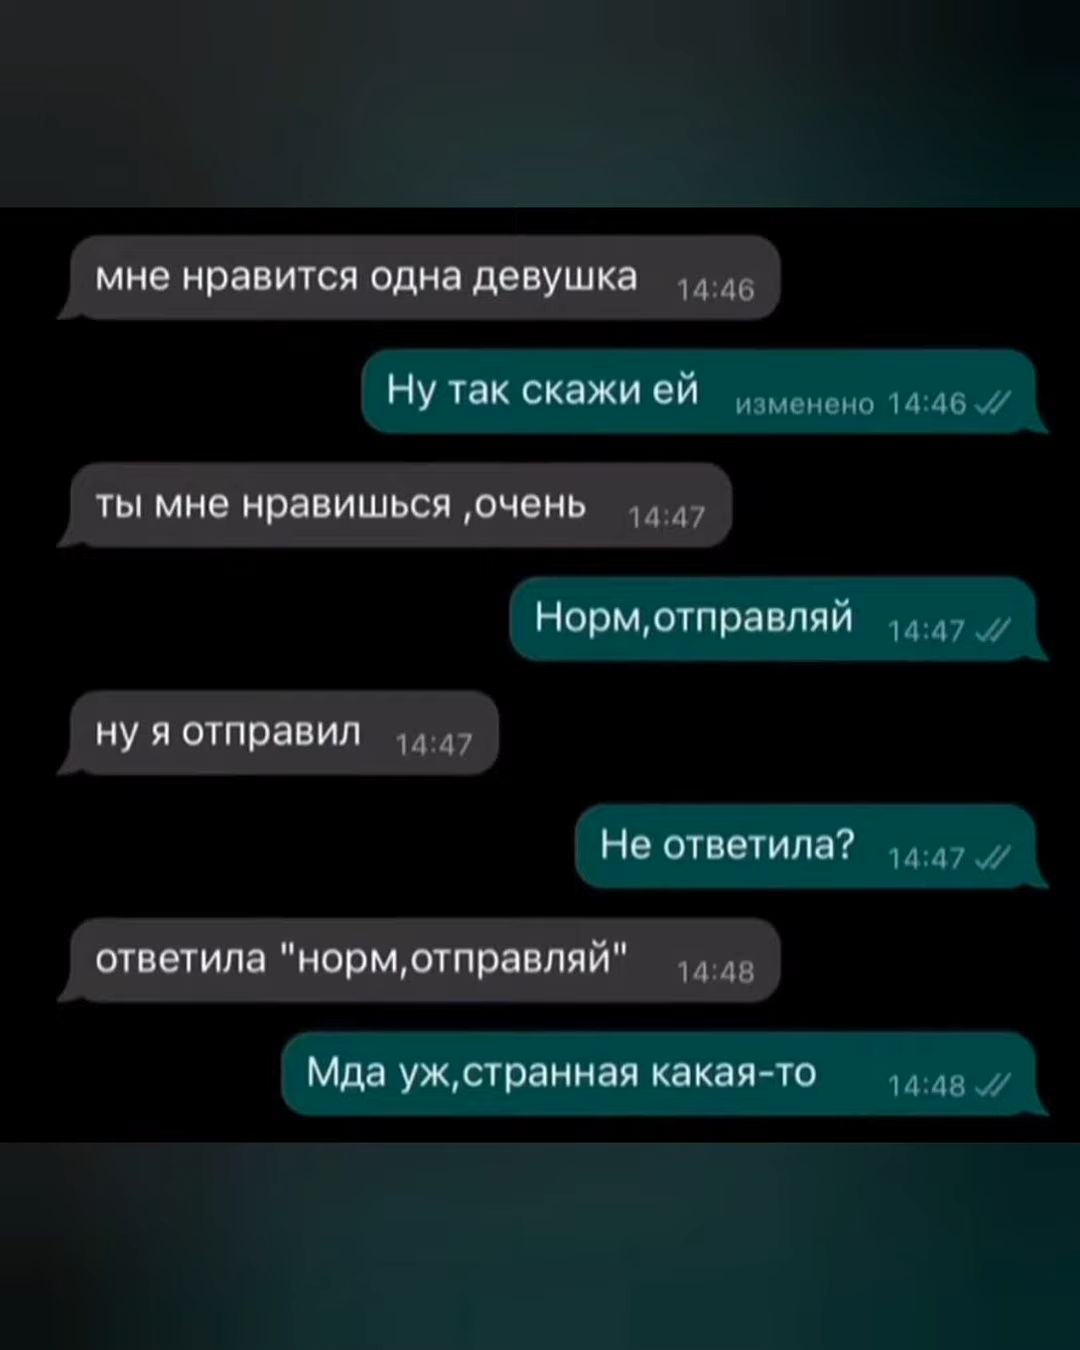 мне нравится одна девушка 14:46
Ну так скажи ей изменено 14:46
ты мне нравишься ,очень 14:47
Норм,отправляй 14:47
ну я отправил 14:47
Не ответила? 14:47
ответила "норм,отправляй" 14:48
Мда уж,странная какая-то 14:48